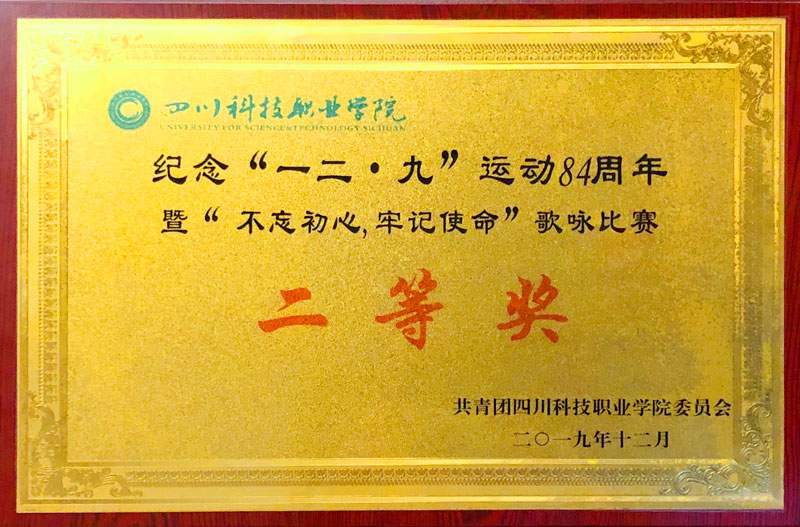 四川科技职业学院
UNIVERSITY FOR SCIENCE&TECHNOLOGY SICHUAN
纪念“一二·九”运动84周年
暨“不忘初心,牢记使命”歌咏比赛
二等奖
共青团四川科技职业学院委员会
二〇一九年十二月